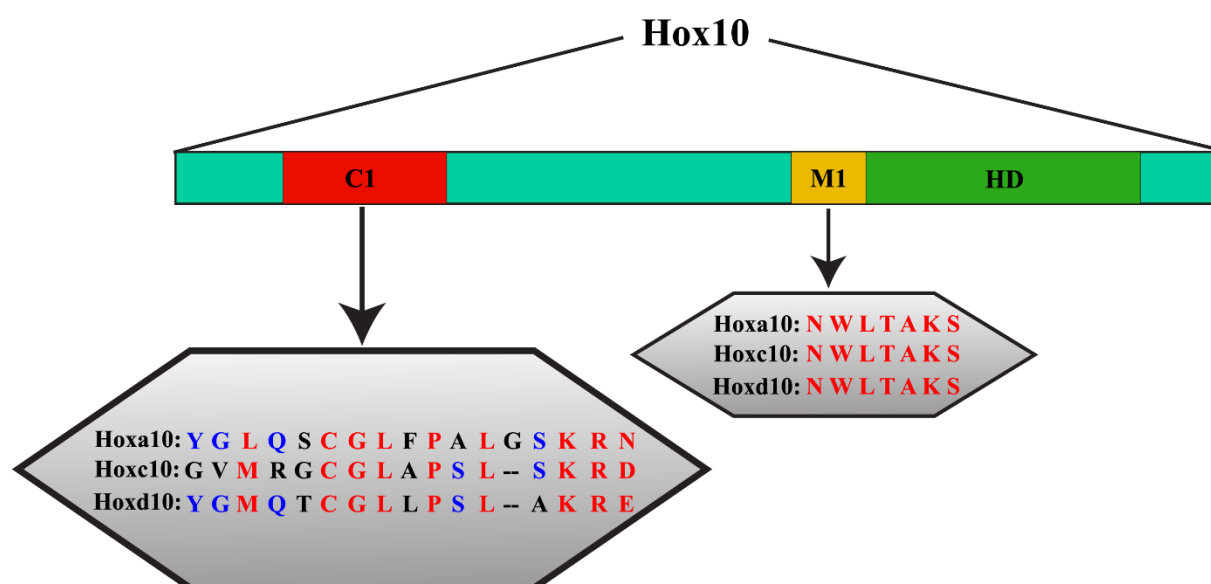 Hox10
C1 M1 HD
Hoxa10: N W L T A K S
Hoxc10: N W L T A K S
Hoxd10: N W L T A K S
Hoxa10: Y G L Q S C G L F P A L G S K R N
Hoxc10: G V M R G C G L A P S L -- S K R D
Hoxd10: Y G M Q T C G L L P S L -- A K R E